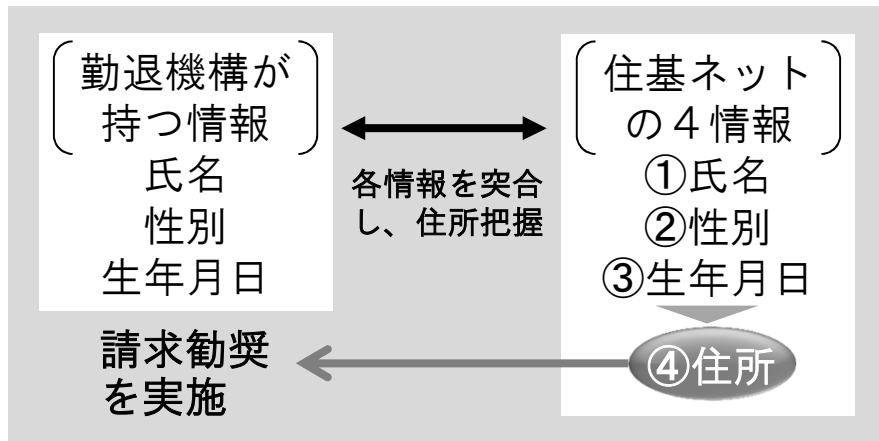 勤退機構が
持つ情報
氏名
性別
生年月日
各情報を突合
し、住所把握
住基ネット
の４情報
①氏名
②性別
③生年月日
④住所
請求勧奨
を実施